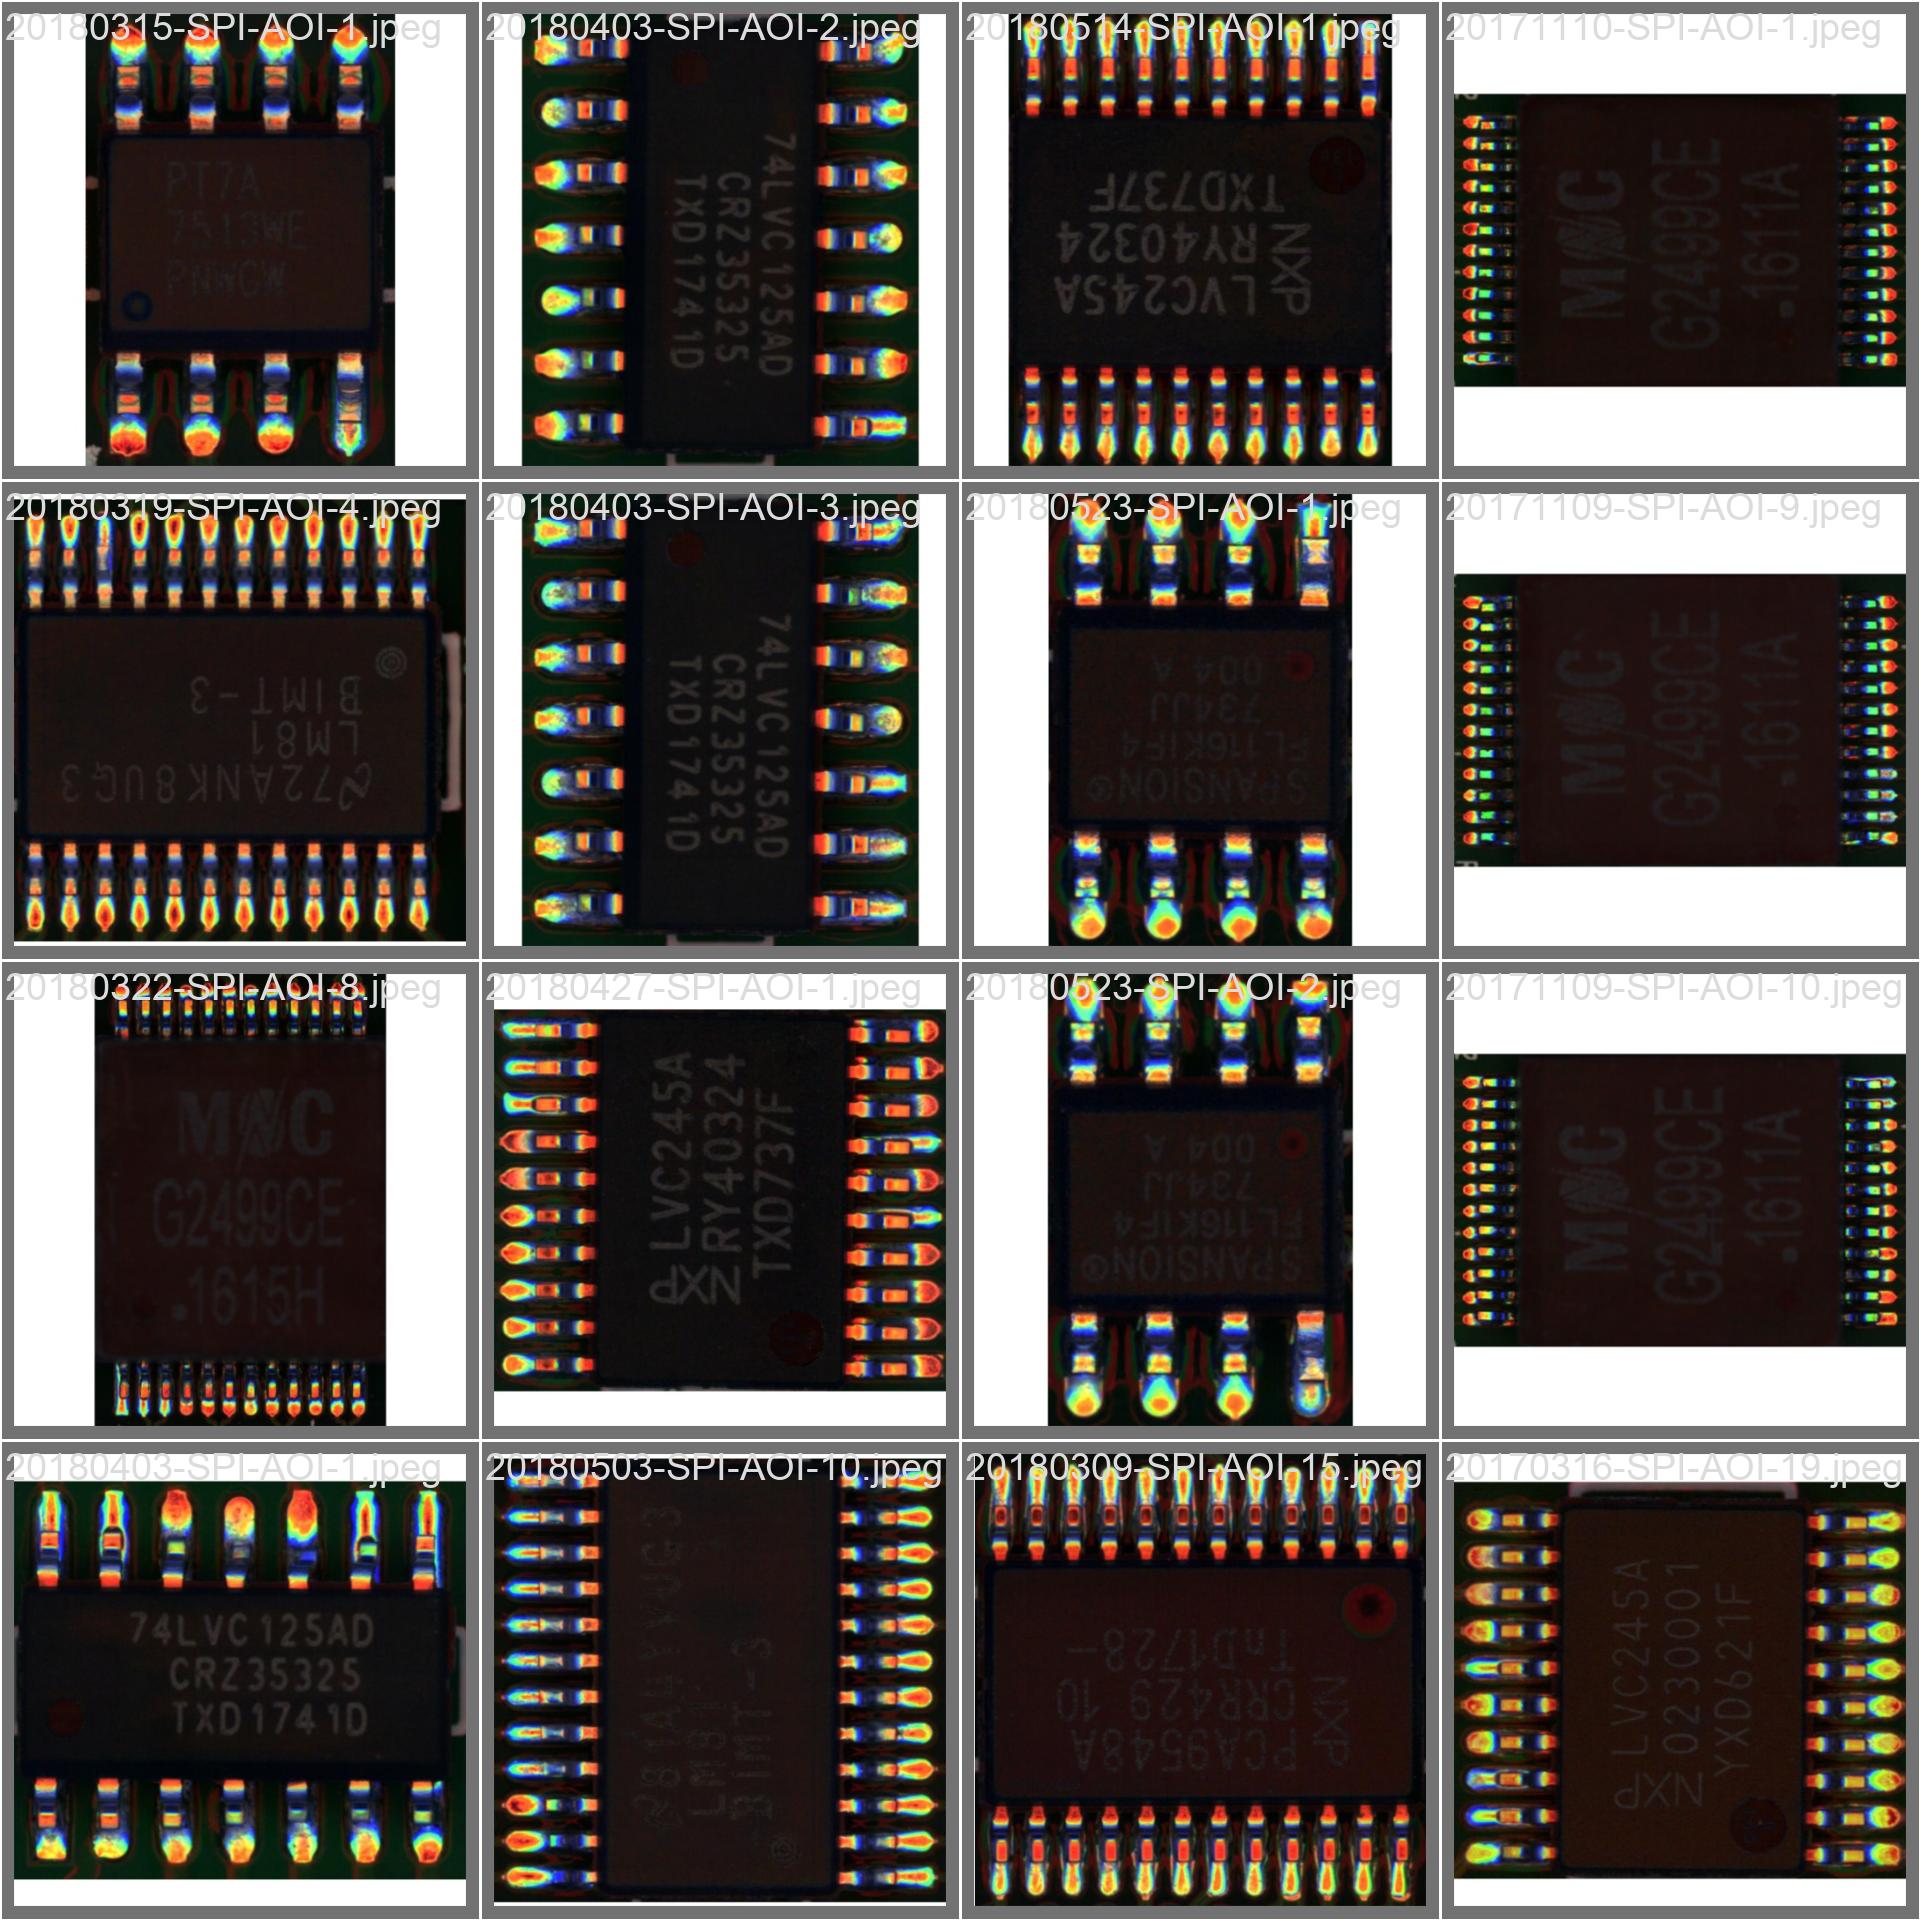 20180315-SPI-AOI-1.jpeg
PT7A
7513WE
PNWCW
20180403-SPI-AOI-2.jpeg
74LVC125AD
CRZ35325
TXD1741D
20180514-SPI-AOI-1.jpeg
LVC245A
NXP RY40324
TXD737F
20171110-SPI-AOI-1.jpeg
G2499CE
.1611A
20180319-SPI-AOI-4.jpeg
72ANK8UG3
LM81
BIMT-3
20180403-SPI-AOI-3.jpeg
74LVC125AD
CRZ35325
TXD1741D
20180523-SPI-AOI-1.jpeg
SPANSION®
FL116KIF4
734JJ
004 A
20171109-SPI-AOI-9.jpeg
G2499CE
.1611A
20180322-SPI-AOI-8.jpeg
G2499CE
.1615H
20180427-SPI-AOI-1.jpeg
LVC245A
NXP RY40324
TXD737F
20180523-SPI-AOI-2.jpeg
SPANSION®
FL116KIF4
734JJ
004 A
20171109-SPI-AOI-10.jpeg
G2499CE
.1611A
20180403-SPI-AOI-1.jpeg
74LVC125AD
CRZ35325
TXD1741D
20180503-SPI-AOI-10.jpeg
LM81
BIMT-3
20180309-SPI-AOI-15.jpeg
PCA9548A
NXP CRR429 10
TnD1728-
20170316-SPI-AOI-19.jpeg
LVC245A
NXP 0230001
YXD621F